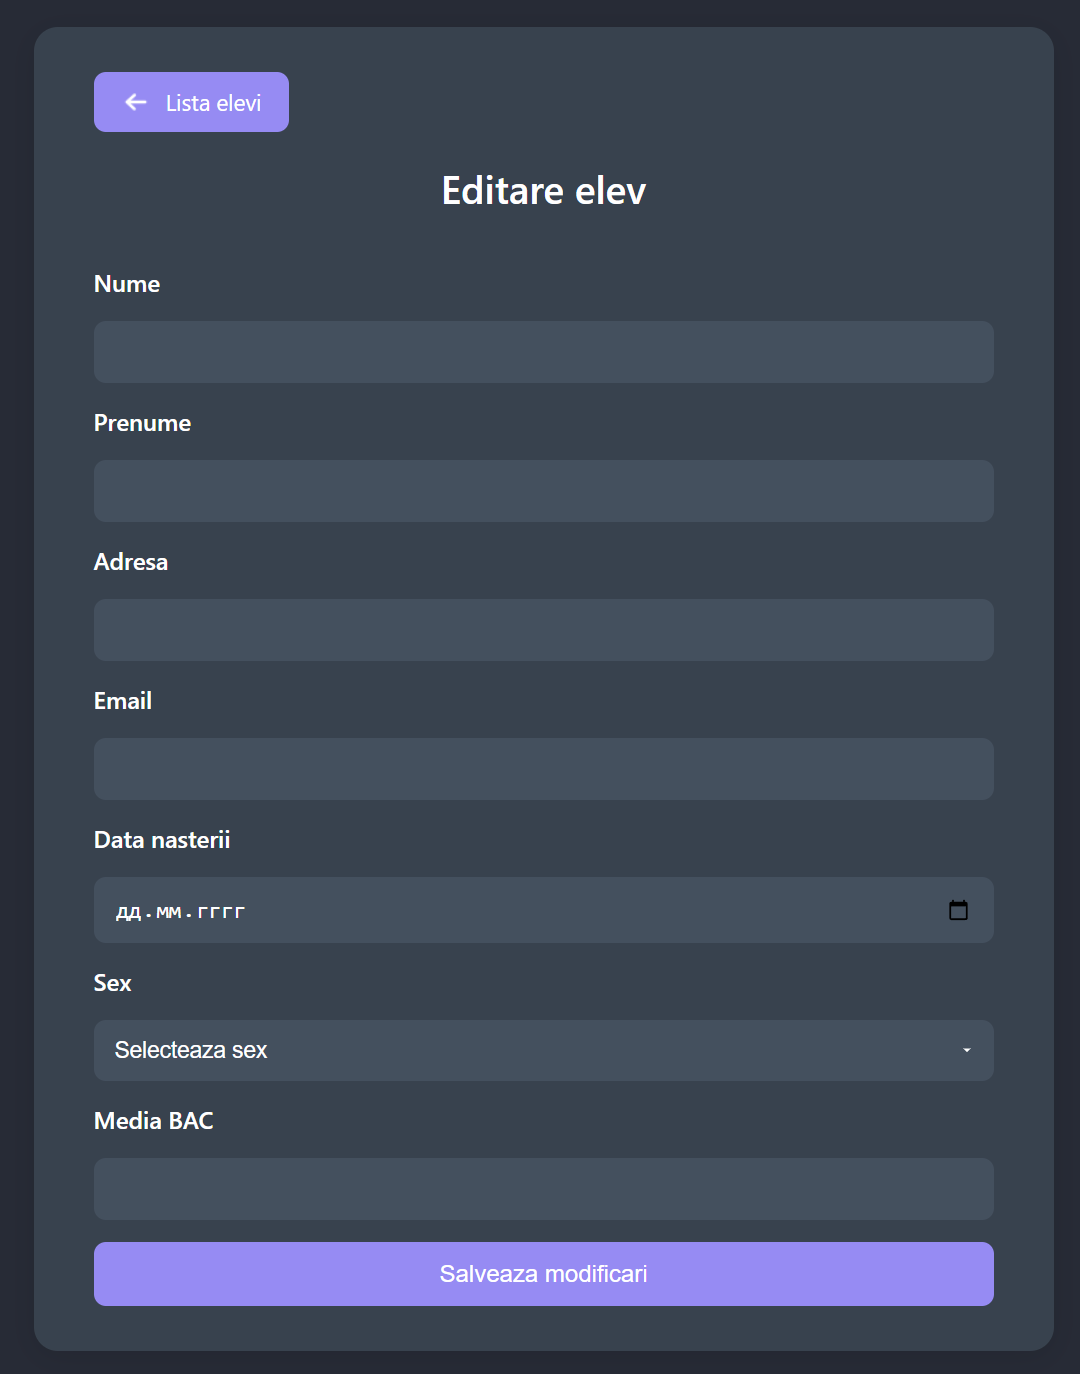 Lista elevi
Editare elev
Nume
Prenume
Adresa
Email
Data nasterii
дд.мм.гггг
Sex
Selecteaza sex
Media BAC
Salveaza modificari